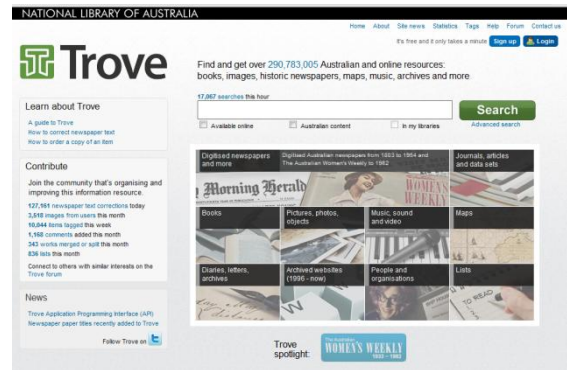 NATIONAL LIBRARY OF AUSTRALIA
Home About Site news Statistics Tags Help Forum Contact us
It's free and it only takes a minute Sign up Login
Trove
Find and get over 290,783,005 Australian and online resources:
books, images, historic newspapers, maps, music, archives and more
17,067 searches this hour
Search
Available online Australian content In my libraries Advanced search
Learn about Trove
A guide to Trove
How to correct newspaper text
How to order a copy of an item
Contribute
Join the community that's organising and
improving this information resource.
127,161 newspaper text corrections today
3,518 images from users this month
10,044 items tagged this week
1,168 comments added this month
343 works merged or split this month
836 lists this month
Connect to others with similar interests on the
Trove forum
News
Trove Application Programming Interface (API)
Newspaper paper titles recently added to Trove
Follow Trove on
Digitised newspapers
and more
Digitised Australian newspapers from 1803 to 1954 and
The Australian Women's Weekly to 1982
Journals, articles
and data sets
Morning Herald
WOMEN'S
WEEKLY
Books
Pictures, photos,
objects
Music, sound
and video
Maps
Diaries, letters,
archives
Archived websites
(1996 - now)
People and
organisations
Lists
TO READ
Trove
spotlight:
The Australian
WOMEN'S WEEKLY
1933 – 1982